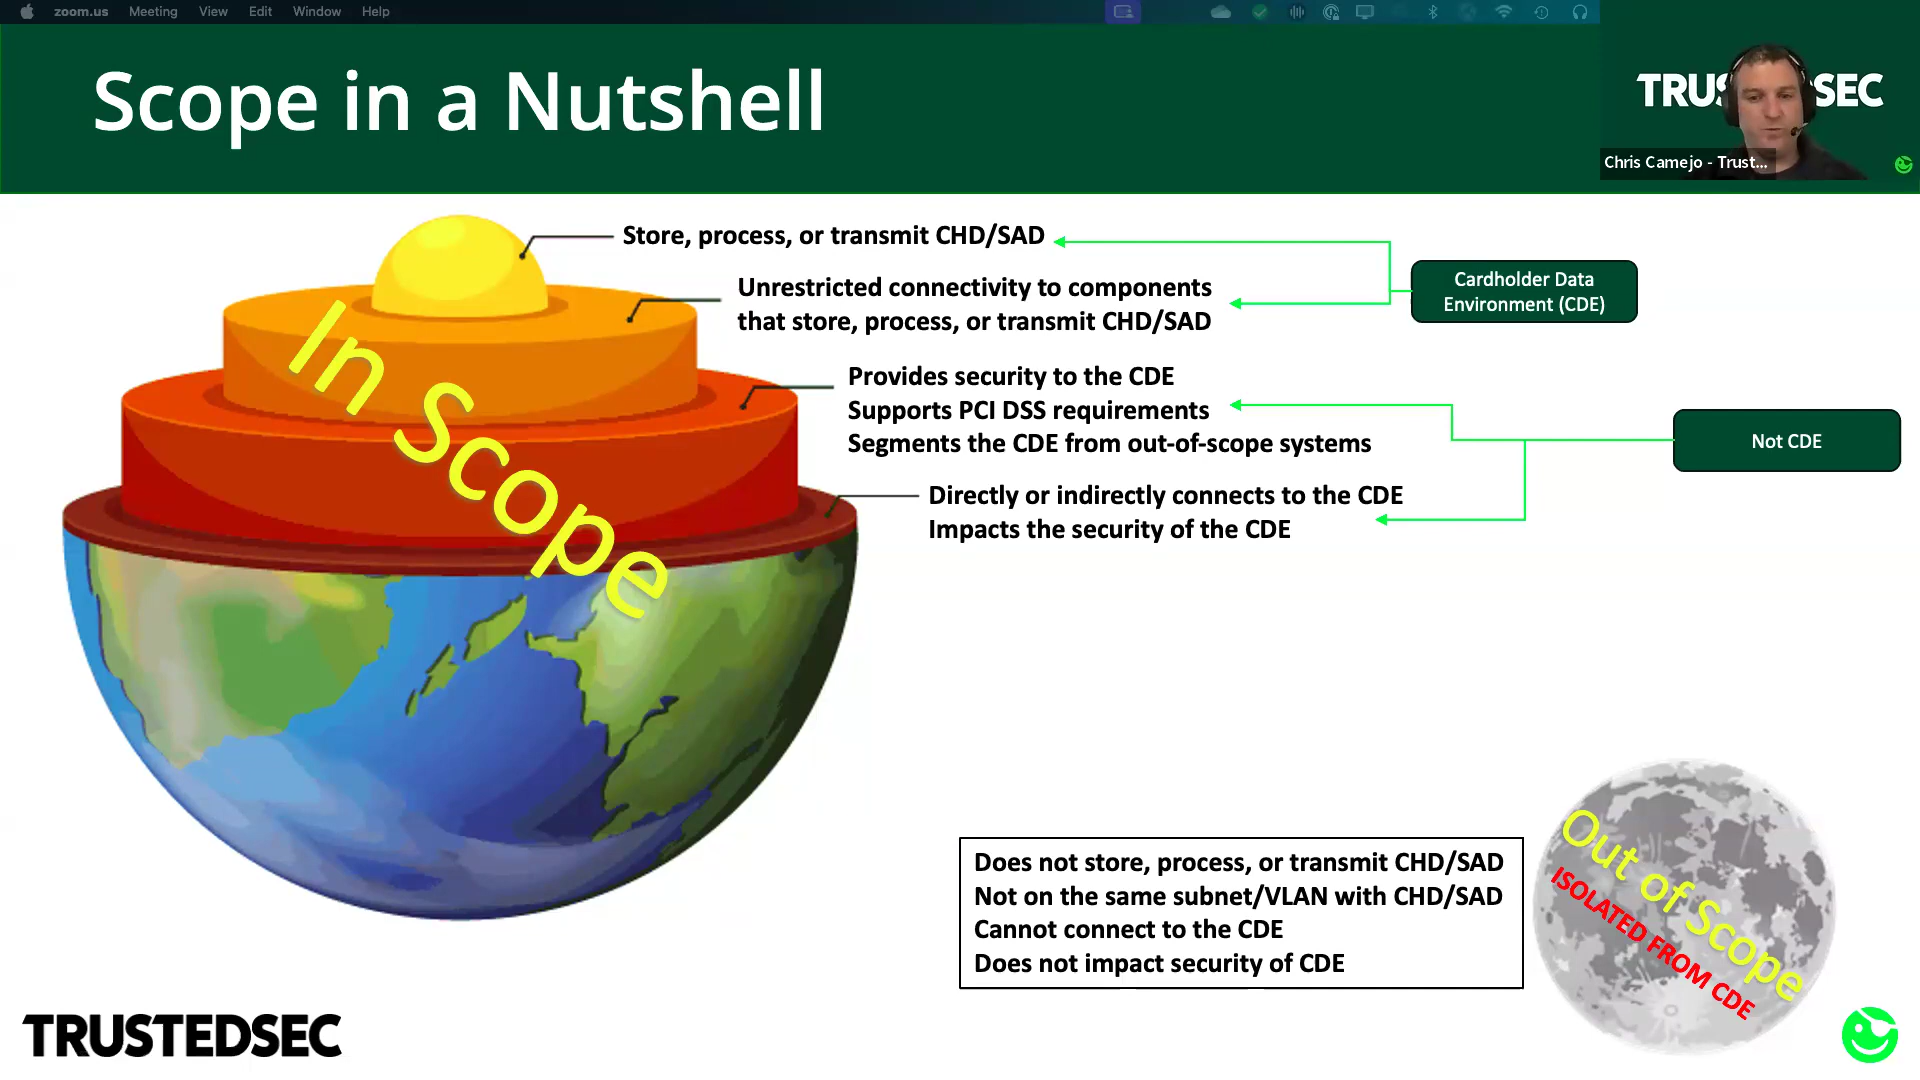 zoom.us Meeting View Edit Window Help
Scope in a Nutshell
TRUS SEC
Chris Camejo - Trust...
Store, process, or transmit CHD/SAD
Unrestricted connectivity to components
that store, process, or transmit CHD/SAD
Cardholder Data
Environment (CDE)
Provides security to the CDE
Supports PCI DSS requirements
Segments the CDE from out-of-scope systems
Not CDE
Directly or indirectly connects to the CDE
Impacts the security of the CDE
In Scope
Does not store, process, or transmit CHD/SAD
Not on the same subnet/VLAN with CHD/SAD
Cannot connect to the CDE
Does not impact security of CDE
Out of Scope
ISOLATED FROM CDE
TRUSTEDSEC